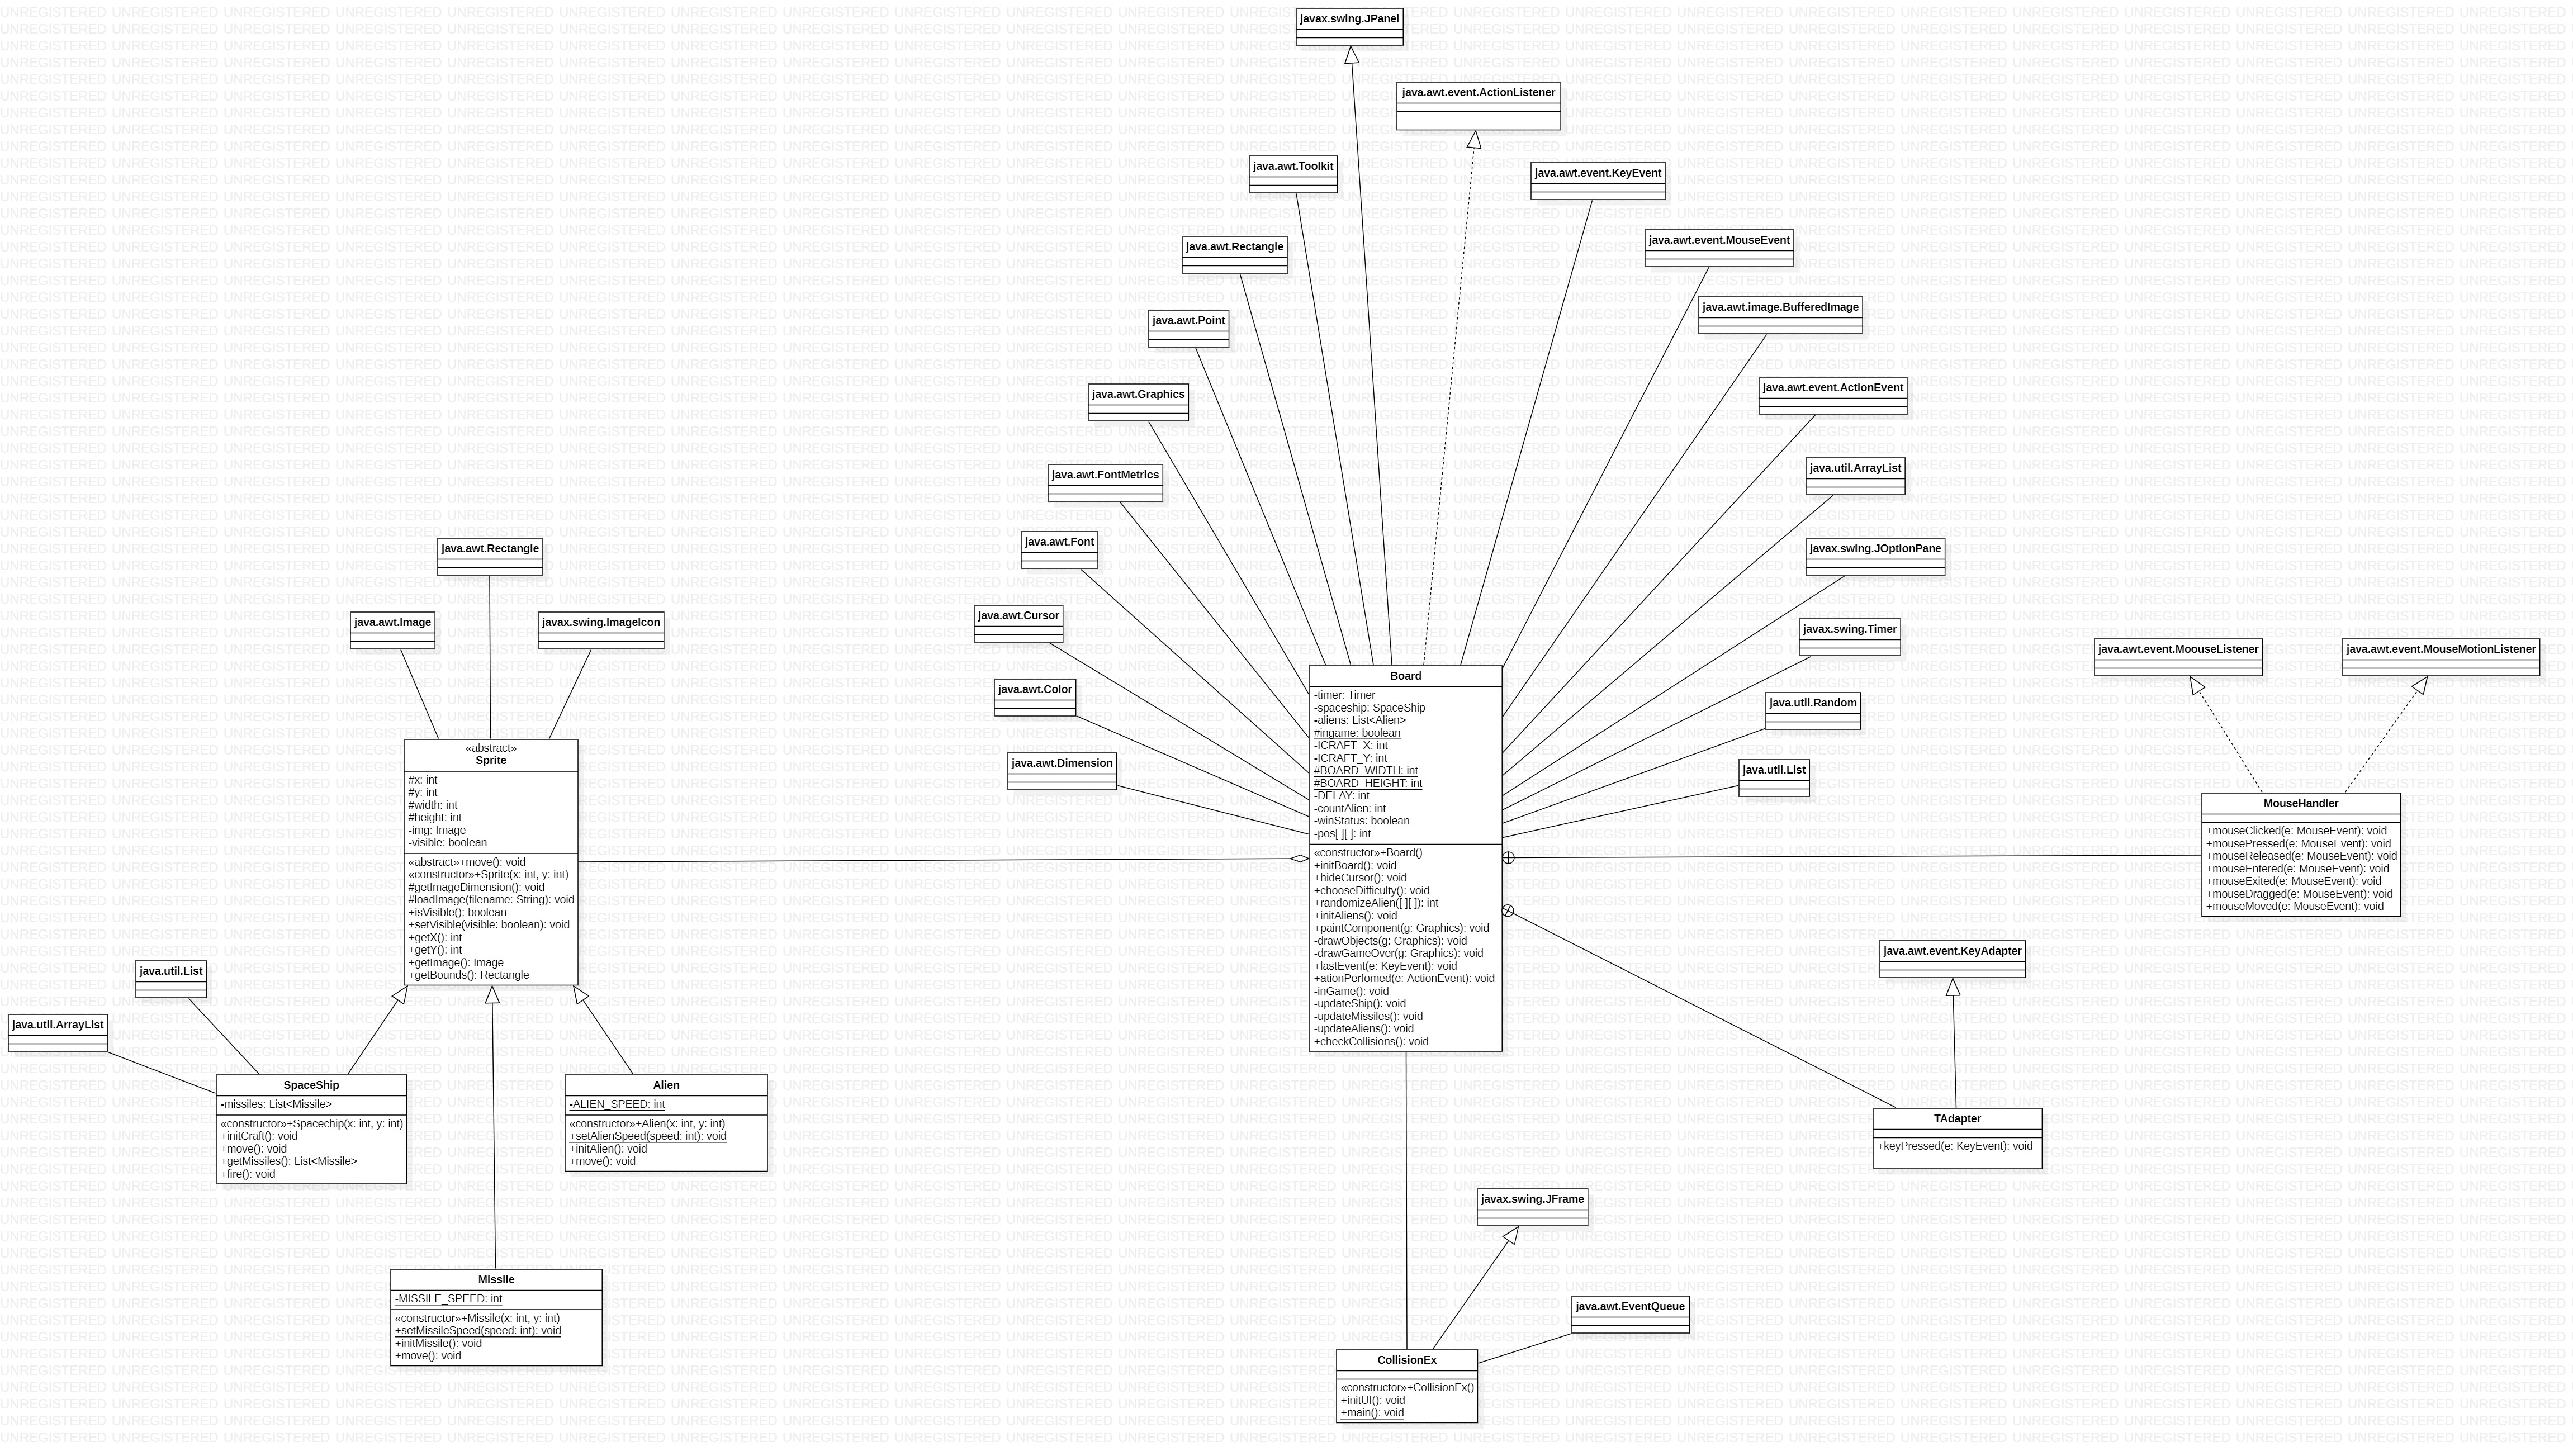 javax.swing.JPanel
java.awt.event.ActionListener
java.awt.Toolkit
java.awt.event.KeyEvent
java.awt.Rectangle
java.awt.event.MouseEvent
java.awt.image.BufferedImage
java.awt.Point
java.awt.Graphics
java.awt.event.ActionEvent
java.awt.FontMetrics
java.util.ArrayList
java.awt.Font
javax.swing.JOptionPane
java.awt.Cursor
javax.swing.Timer
java.awt.Color
java.util.Random
java.awt.Dimension
java.util.List
java.awt.Rectangle
java.awt.Image
javax.swing.ImageIcon
«abstract»
Sprite
#x: int
#y: int
#width: int
#height: int
-img: Image
-visible: boolean
«abstract»+move(): void
«constructor»+Sprite(x: int, y: int)
#getImageDimension(): void
#loadImage(filename: String): void
+isVisible(): boolean
+setVisible(visible: boolean): void
+getX(): int
+getY(): int
+getImage(): Image
+getBounds(): Rectangle
Board
-timer: Timer
-spaceship: SpaceShip
-aliens: List<Alien>
#ingame: boolean
-ICRAFT_X: int
-ICRAFT_Y: int
#BOARD_WIDTH: int
#BOARD_HEIGHT: int
-DELAY: int
-countAlien: int
-winStatus: boolean
-pos[ ][ ]: int
«constructor»+Board()
+initBoard(): void
+hideCursor(): void
+chooseDifficulty(): void
+randomizeAlien([ ][ ]): int
+initAliens(): void
+paintComponent(g: Graphics): void
-drawObjects(g: Graphics): void
-drawGameOver(g: Graphics): void
+lastEvent(e: KeyEvent): void
+ationPerfomed(e: ActionEvent): void
-inGame(): void
-updateShip(): void
-updateMissiles(): void
-updateAliens(): void
+checkCollisions(): void
java.awt.event.MoouseListener
java.awt.event.MouseMotionListener
MouseHandler
+mouseClicked(e: MouseEvent): void
+mousePressed(e: MouseEvent): void
+mouseReleased(e: MouseEvent): void
+mouseEntered(e: MouseEvent): void
+mouseExited(e: MouseEvent): void
+mouseDragged(e: MouseEvent): void
+mouseMoved(e: MouseEvent): void
java.awt.event.KeyAdapter
TAdapter
+keyPressed(e: KeyEvent): void
java.util.List
java.util.ArrayList
SpaceShip
-missiles: List<Missile>
«constructor»+Spacechip(x: int, y: int)
+initCraft(): void
+move(): void
+getMissiles(): List<Missile>
+fire(): void
Alien
-ALIEN_SPEED: int
«constructor»+Alien(x: int, y: int)
+setAlienSpeed(speed: int): void
+initAlien(): void
+move(): void
Missile
-MISSILE_SPEED: int
«constructor»+Missile(x: int, y: int)
+setMissileSpeed(speed: int): void
+initMissile(): void
+move(): void
javax.swing.JFrame
java.awt.EventQueue
CollisionEx
«constructor»+CollisionEx()
+initUI(): void
+main(): void